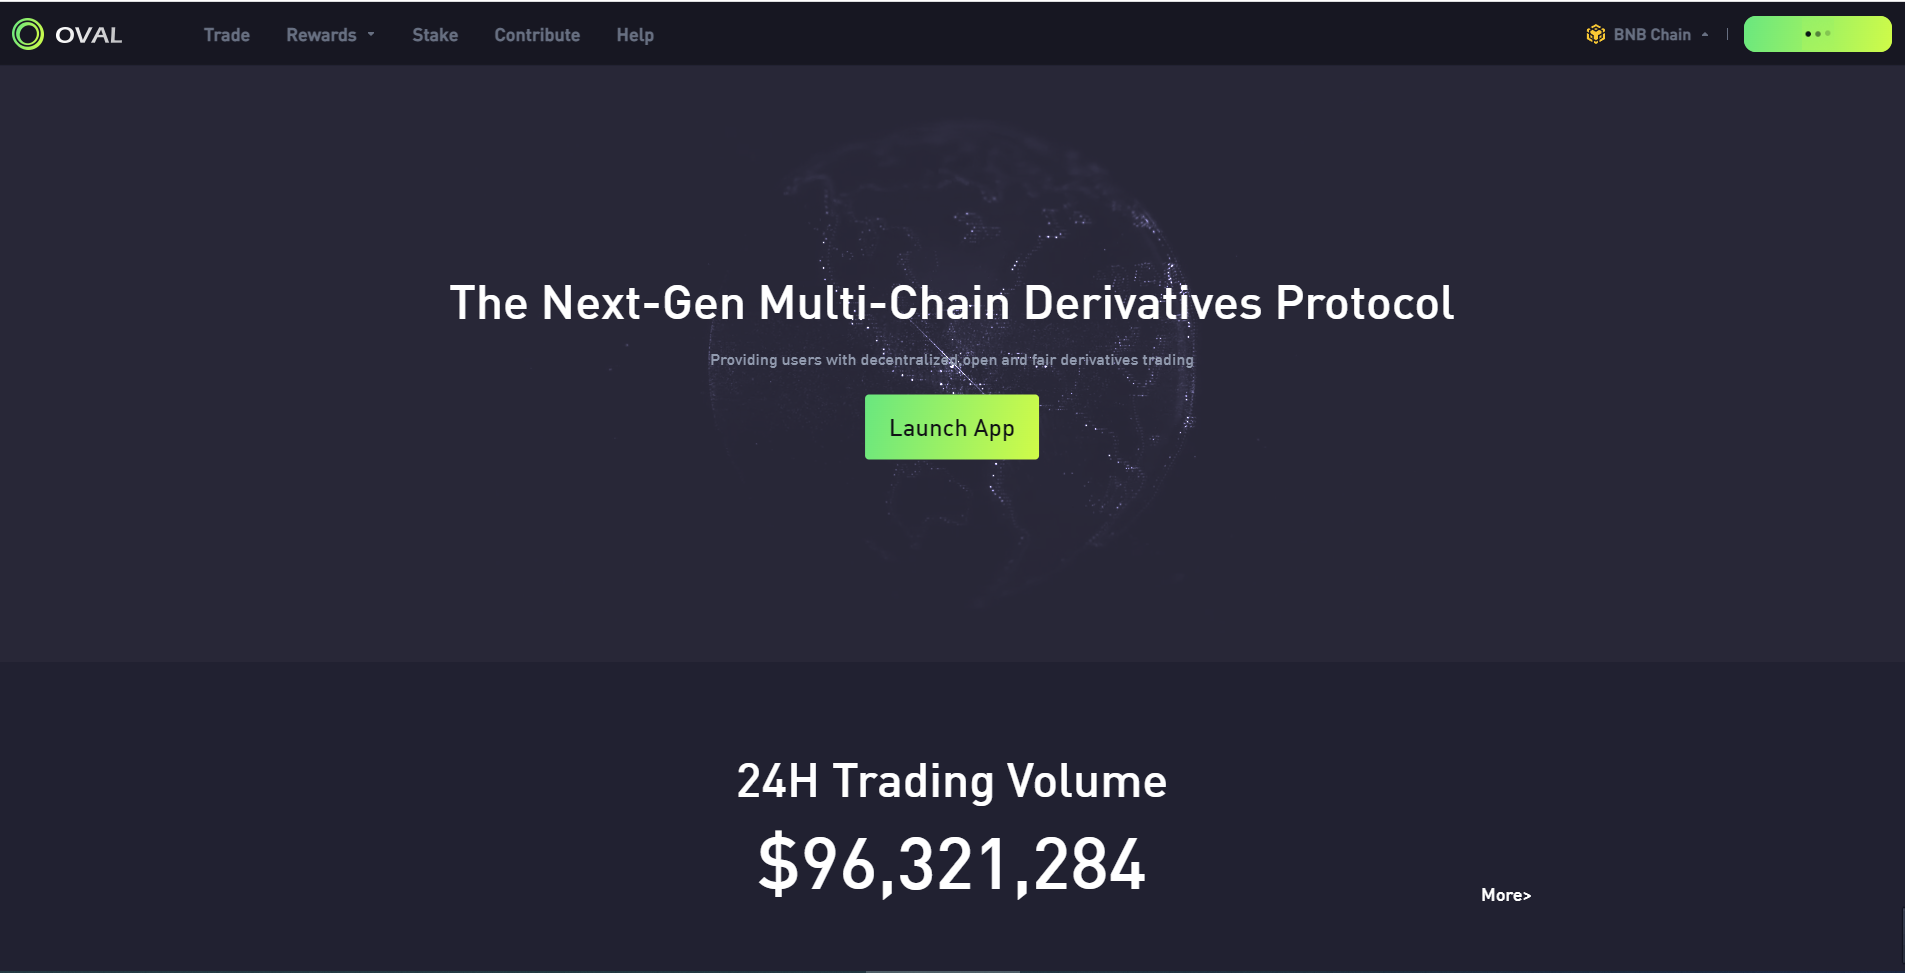 OVAL
Trade Rewards Stake Contribute Help
BNB Chain
The Next-Gen Multi-Chain Derivatives Protocol
Providing users with decentralized,open and fair derivatives trading
Launch App
24H Trading Volume
$96,321,284
More>